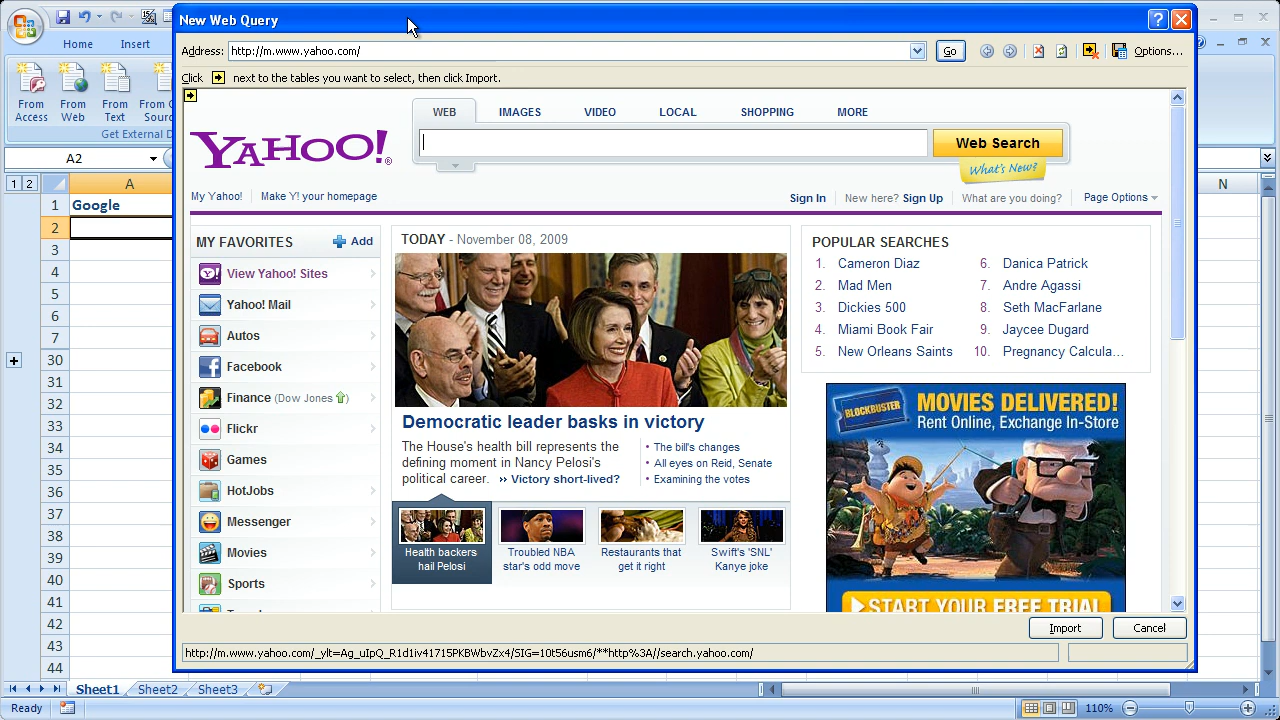 New Web Query
Home Insert
Address: http://m.www.yahoo.com/ Go Options...
Click next to the tables you want to select, then click Import.
From Access
From Web
From Text
Get External D
A2
1 2
A
N
1 Google
2
3
4
5
6
7
30
31
32
33
34
35
36
37
38
39
40
41
42
43
44
WEB IMAGES VIDEO LOCAL SHOPPING MORE
YAHOO!
Web Search
What's New?
My Yahoo! Make Y! your homepage
Sign In New here? Sign Up What are you doing? Page Options
MY FAVORITES Add
View Yahoo! Sites
Yahoo! Mail
Autos
Facebook
Finance (Dow Jones )
Flickr
Games
HotJobs
Messenger
Movies
Sports
TODAY - November 08, 2009
Democratic leader basks in victory
The House's health bill represents the
defining moment in Nancy Pelosi's
political career. ›› Victory short-lived?
• The bill's changes
• All eyes on Reid, Senate
• Examining the votes
Health backers
hail Pelosi
Troubled NBA
star's odd move
Restaurants that
get it right
Swift's 'SNL'
Kanye joke
POPULAR SEARCHES
1. Cameron Diaz
2. Mad Men
3. Dickies 500
4. Miami Book Fair
5. New Orleans Saints
6. Danica Patrick
7. Andre Agassi
8. Seth MacFarlane
9. Jaycee Dugard
10. Pregnancy Calcula...
BLOCKBUSTER
MOVIES DELIVERED!
Rent Online, Exchange In-Store
START YOUR FREE TRIAL
Import Cancel
http://m.www.yahoo.com/_ylt=Ag_uIpQ_R1d1iv41715PKBWbvZx4/SIG=10t56usm6/**http%3A//search.yahoo.com/
Sheet1 Sheet2 Sheet3
Ready 110%